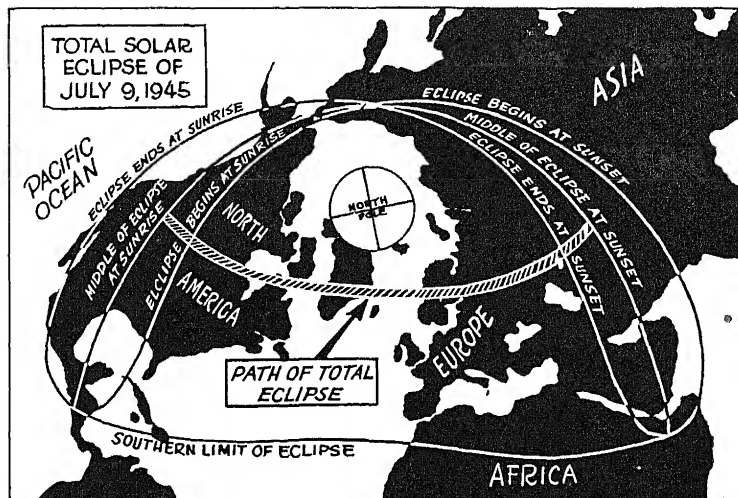 TOTAL SOLAR
ECLIPSE OF
JULY 9, 1945
ASIA
PACIFIC
OCEAN
ECLIPSE ENDS AT SUNRISE
MIDDLE OF ECLIPSE
AT SUNRISE
ELCLIPSE BEGINS AT SUNRISE
ECLIPSE BEGINS AT SUNSET
MIDDLE OF ECLIPSE AT SUNSET
ECLIPSE ENDS AT SUNSET
NORTH
POLE
NORTH
AMERICA
EUROPE
PATH OF TOTAL
ECLIPSE
SOUTHERN LIMIT OF ECLIPSE
AFRICA